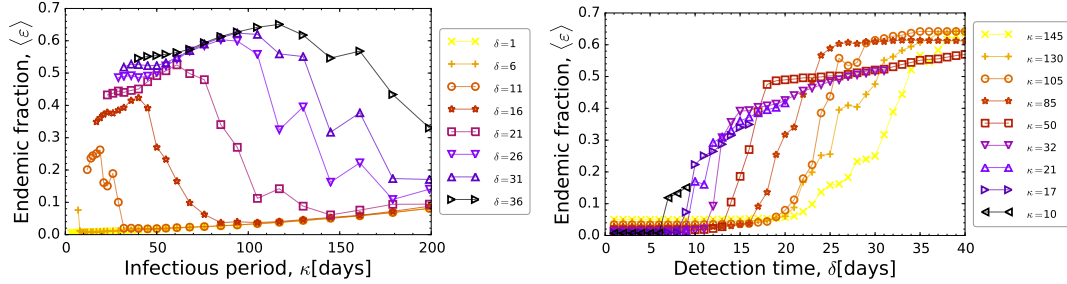 Endemic fraction, ⟨ε⟩
0.7
0.6
0.5
0.4
0.3
0.2
0.1
0.0
0 50 100 150 200
Infectious period, κ[days]
δ=1
δ=6
δ=11
δ=16
δ=21
δ=26
δ=31
δ=36
Endemic fraction, ⟨ε⟩
0.7
0.6
0.5
0.4
0.3
0.2
0.1
0.0
0 5 10 15 20 25 30 35 40
Detection time, δ[days]
κ=145
κ=130
κ=105
κ=85
κ=50
κ=32
κ=21
κ=17
κ=10